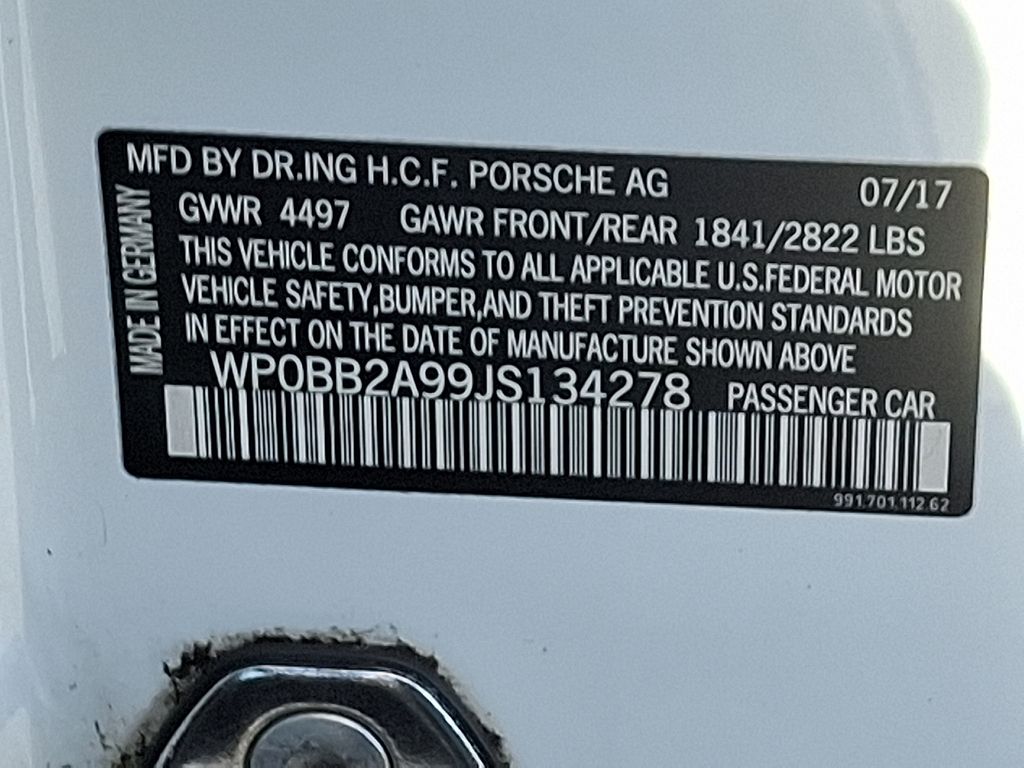 MFD BY DR.ING H.C.F. PORSCHE AG 07/17
GVWR 4497 GAWR FRONT/REAR 1841/2822 LBS
THIS VEHICLE CONFORMS TO ALL APPLICABLE U.S.FEDERAL MOTOR
VEHICLE SAFETY,BUMPER,AND THEFT PREVENTION STANDARDS
IN EFFECT ON THE DATE OF MANUFACTURE SHOWN ABOVE
WP0BB2A99JS134278 PASSENGER CAR
991.701.112.62
MADE IN GERMANY